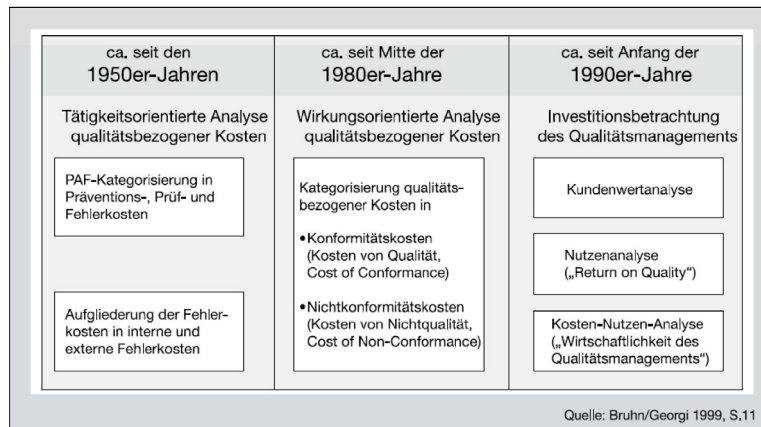 ca. seit den
1950er-Jahren
Tätigkeitsorientierte Analyse
qualitätsbezogener Kosten
PAF-Kategorisierung in
Präventions-, Prüf- und
Fehlerkosten
Aufgliederung der Fehler-
kosten in interne und
externe Fehlerkosten
ca. seit Mitte der
1980er-Jahre
Wirkungsorientierte Analyse
qualitätsbezogener Kosten
Kategorisierung qualitäts-
bezogener Kosten in
•Konformitätskosten
(Kosten von Qualität,
Cost of Conformance)
•Nichtkonformitätskosten
(Kosten von Nichtqualität,
Cost of Non-Conformance)
ca. seit Anfang der
1990er-Jahre
Investitionsbetrachtung
des Qualitätsmanagements
Kundenwertanalyse
Nutzenanalyse
(„Return on Quality“)
Kosten-Nutzen-Analyse
(„Wirtschaftlichkeit des
Qualitätsmanagements“)
Quelle: Bruhn/Georgi 1999, S.11